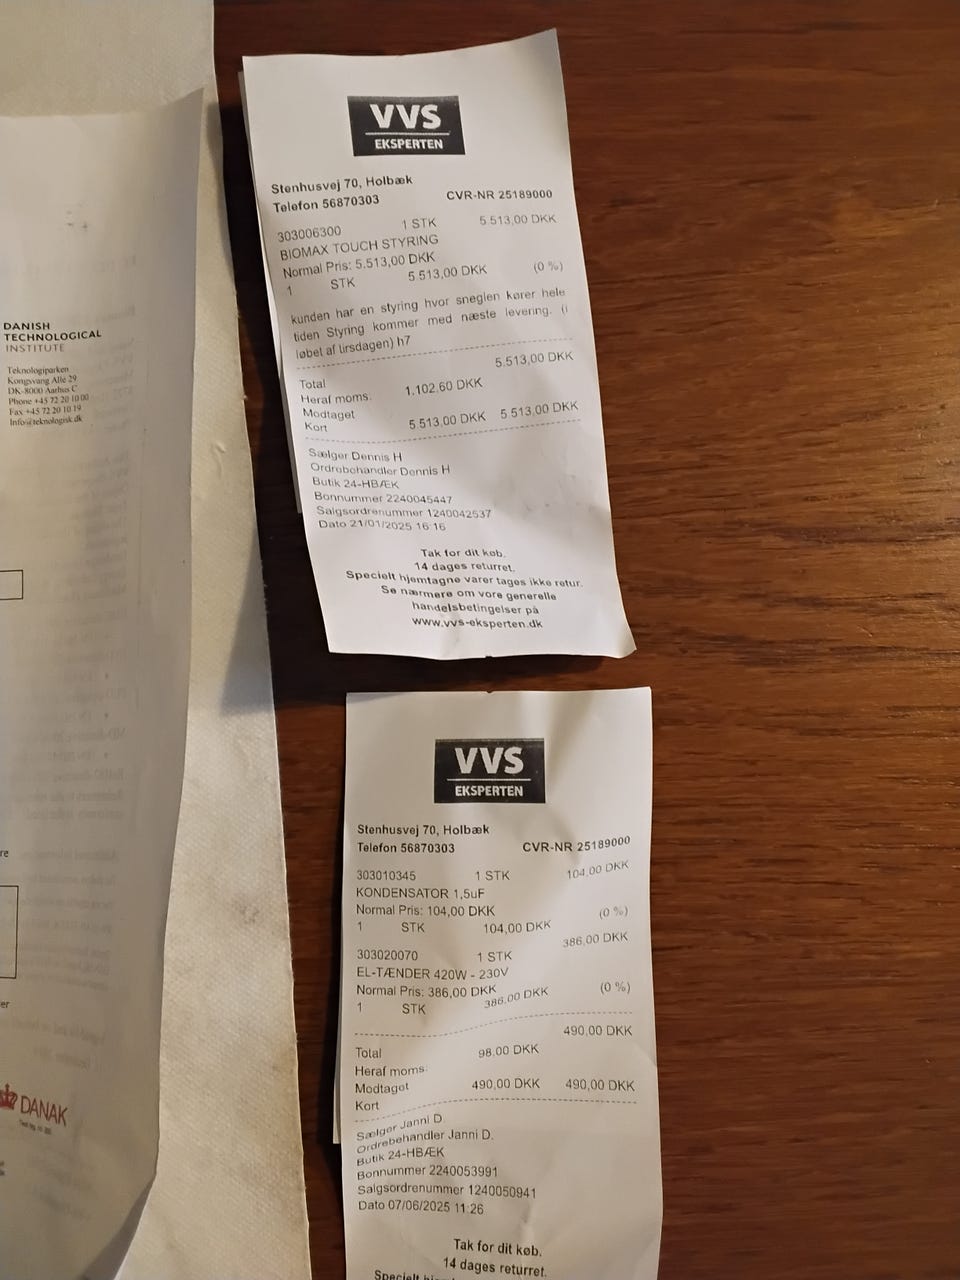 DANISH
TECHNOLOGICAL
INSTITUTE
Teknologiparken
Kongsvang Alle 29
DK-8000 Aarhus C
Phone +45 72 20 10 00
Fax +45 72 20 10 19
Info@teknologisk.dk
re
er
DANAK
VVS
EKSPERTEN
Stenhusvej 70, Holbæk
Telefon 56870303 CVR-NR 25189000
303006300 1 STK 5.513,00 DKK
BIOMAX TOUCH STYRING
Normal Pris: 5.513,00 DKK
1 STK 5.513,00 DKK (0 %)
kunden har en styring hvor sneglen kører hele
tiden Styring kommer med næste levering. (i
løbet af tirsdagen) h7
Total 5.513,00 DKK
Heraf moms: 1.102,60 DKK
Modtaget
Kort 5.513,00 DKK 5.513,00 DKK
Sælger Dennis H
Ordrebehandler Dennis H
Butik 24-HBÆK
Bonnummer 2240045447
Salgsordrenummer 1240042537
Dato 21/01/2025 16:16
Tak for dit køb.
14 dages returret.
Specielt hjemtagne varer tages ikke retur.
Se nærmere om vore generelle
handelsbetingelser på
www.vvs-eksperten.dk
VVS
EKSPERTEN
Stenhusvej 70, Holbæk
Telefon 56870303 CVR-NR 25189000
303010345 1 STK 104,00 DKK
KONDENSATOR 1,5uF
Normal Pris: 104,00 DKK
1 STK 104,00 DKK (0 %)
303020070 1 STK 386,00 DKK
EL-TÆNDER 420W - 230V
Normal Pris: 386,00 DKK
1 STK 386,00 DKK (0 %)
Total 490,00 DKK
Heraf moms: 98,00 DKK
Modtaget
Kort 490,00 DKK 490,00 DKK
Sælger Janni D.
Ordrebehandler Janni D.
Butik 24-HBÆK
Bonnummer 2240053991
Salgsordrenummer 1240050941
Dato 07/06/2025 11:26
Tak for dit køb.
14 dages returret.
Specielt